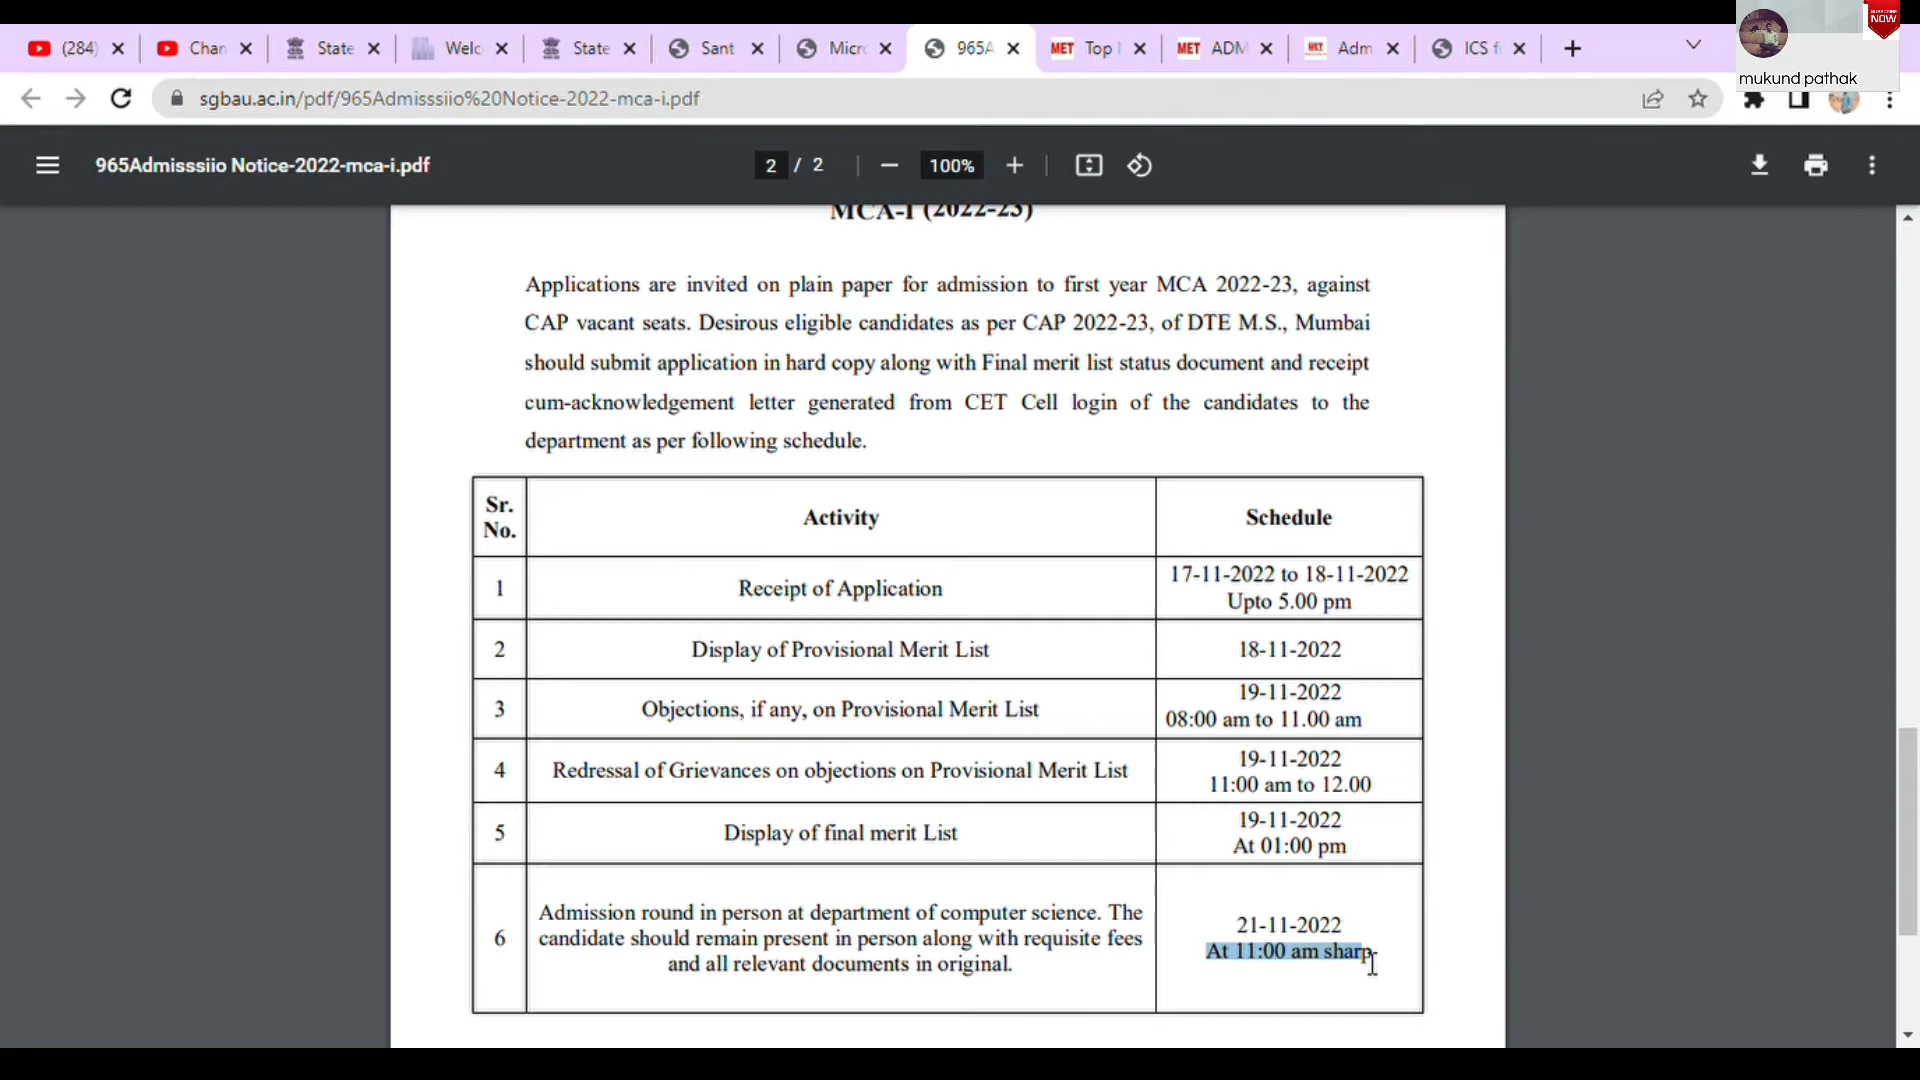 (284)
Chan
State
Welc
State
Sant
Micro
965A
MET Top
MET ADM
Adm
ICS f
SUBSCRIBE
NOW
mukund pathak
sgbau.ac.in/pdf/965Admisssiio%20Notice-2022-mca-i.pdf
965Admisssiio Notice-2022-mca-i.pdf
2 / 2
100%
MCA-I (2022-23)
Applications are invited on plain paper for admission to first year MCA 2022-23, against
CAP vacant seats. Desirous eligible candidates as per CAP 2022-23, of DTE M.S., Mumbai
should submit application in hard copy along with Final merit list status document and receipt
cum-acknowledgement letter generated from CET Cell login of the candidates to the
department as per following schedule.
Sr.
No.
Activity
Schedule
1
Receipt of Application
17-11-2022 to 18-11-2022
Upto 5.00 pm
2
Display of Provisional Merit List
18-11-2022
3
Objections, if any, on Provisional Merit List
19-11-2022
08:00 am to 11.00 am
4
Redressal of Grievances on objections on Provisional Merit List
19-11-2022
11:00 am to 12.00
5
Display of final merit List
19-11-2022
At 01:00 pm
6
Admission round in person at department of computer science. The
candidate should remain present in person along with requisite fees
and all relevant documents in original.
21-11-2022
At 11:00 am sharp